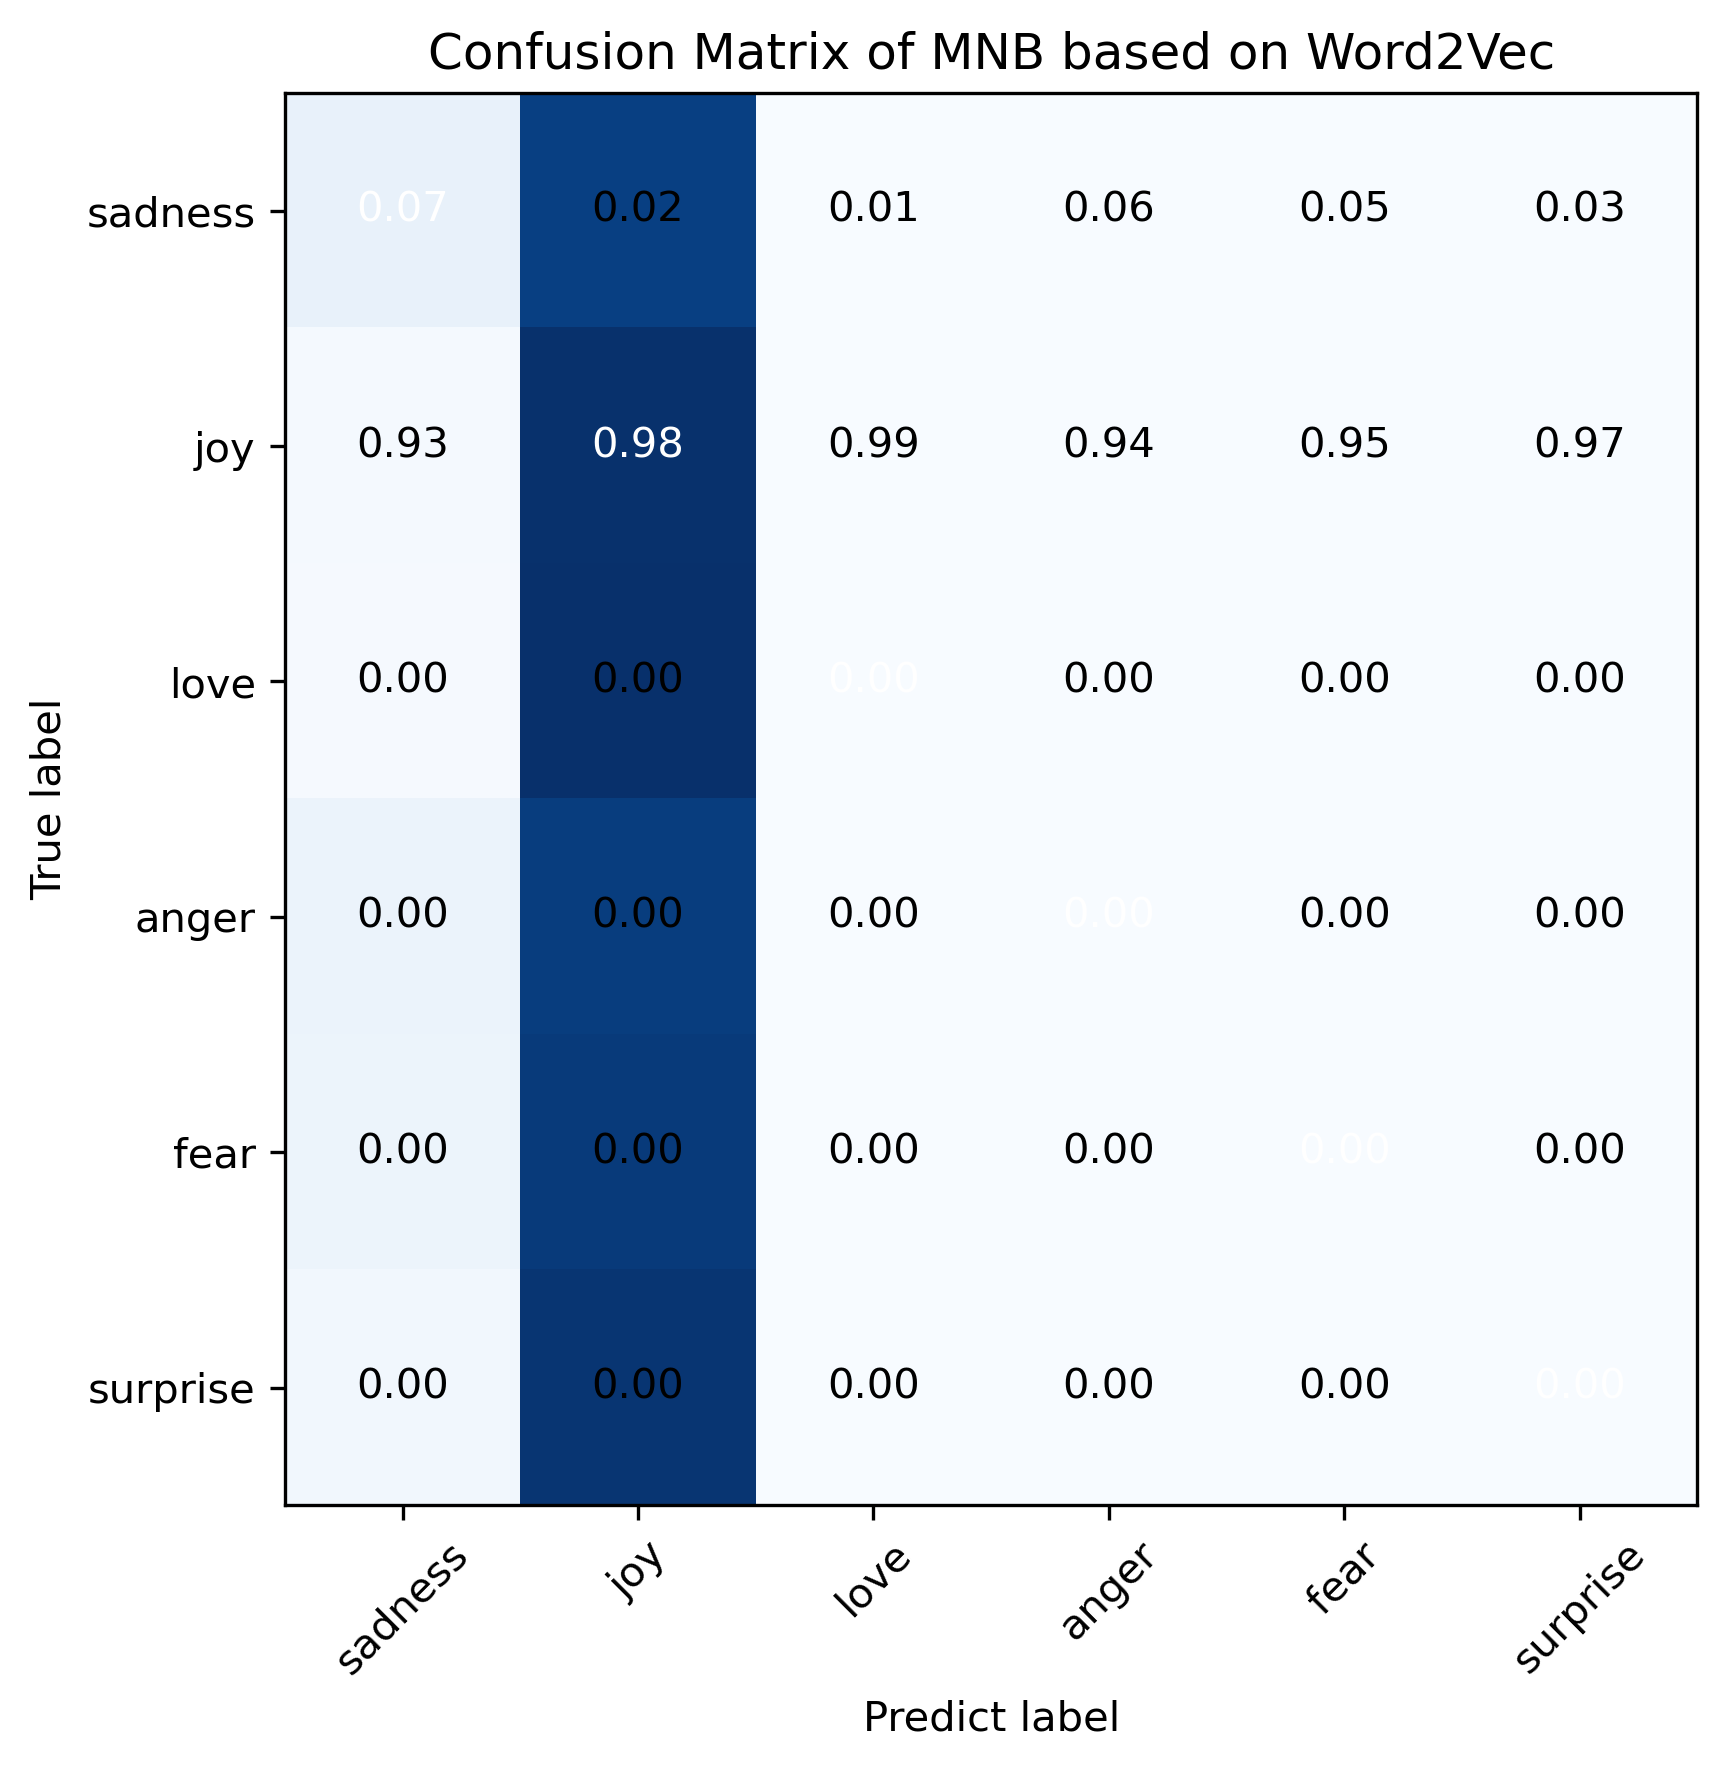 Confusion Matrix of MNB based on Word2Vec
sadness 0.07 0.02 0.01 0.06 0.05 0.03
joy 0.93 0.98 0.99 0.94 0.95 0.97
love 0.00 0.00 0.00 0.00 0.00 0.00
anger 0.00 0.00 0.00 0.00 0.00 0.00
fear 0.00 0.00 0.00 0.00 0.00 0.00
surprise 0.00 0.00 0.00 0.00 0.00 0.00
True label
sadness joy love anger fear surprise
Predict label